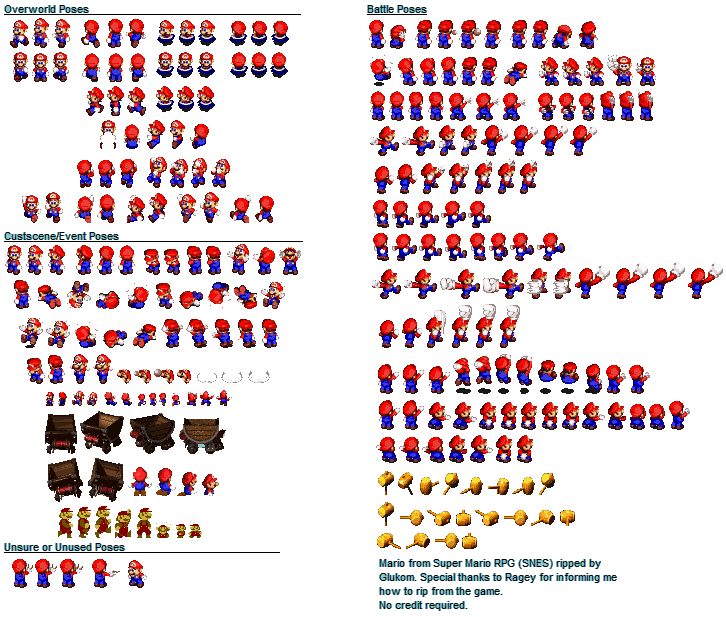 Overworld Poses
Battle Poses
Custscene/Event Poses
Unsure or Unused Poses
Mario from Super Mario RPG (SNES) ripped by
Glukom. Special thanks to Ragey for informing me
how to rip from the game.
No credit required.